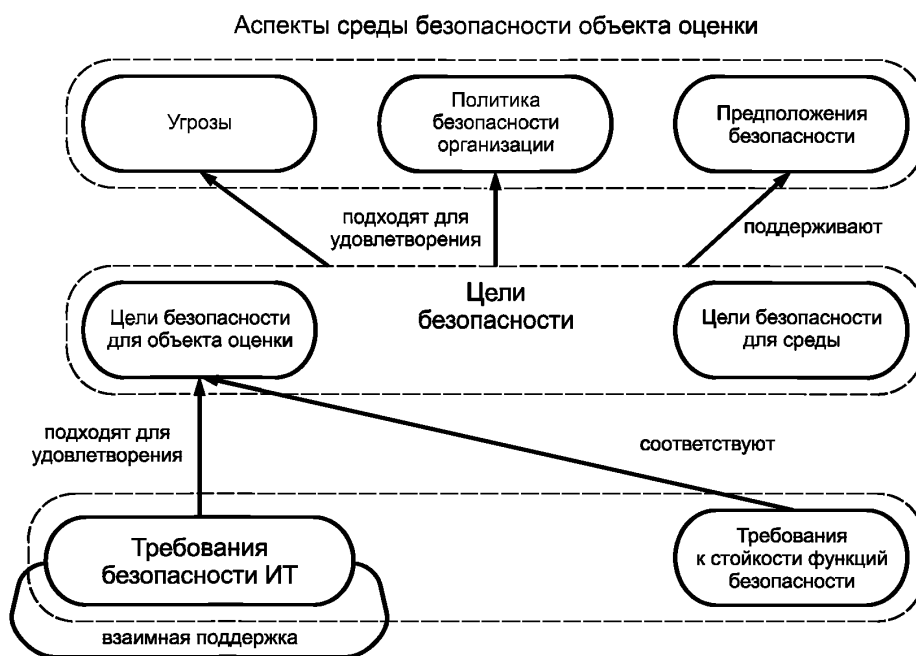 Аспекты среды безопасности объекта оценки
Угрозы
Политика
безопасности
организации
Предположения
безопасности
подходят для
удовлетворения
поддерживают
Цели
безопасности
Цели безопасности
для объекта оценки
Цели безопасности
для среды
подходят для
удовлетворения
соответствуют
Требования
безопасности ИТ
Требования
к стойкости функций
безопасности
взаимная поддержка